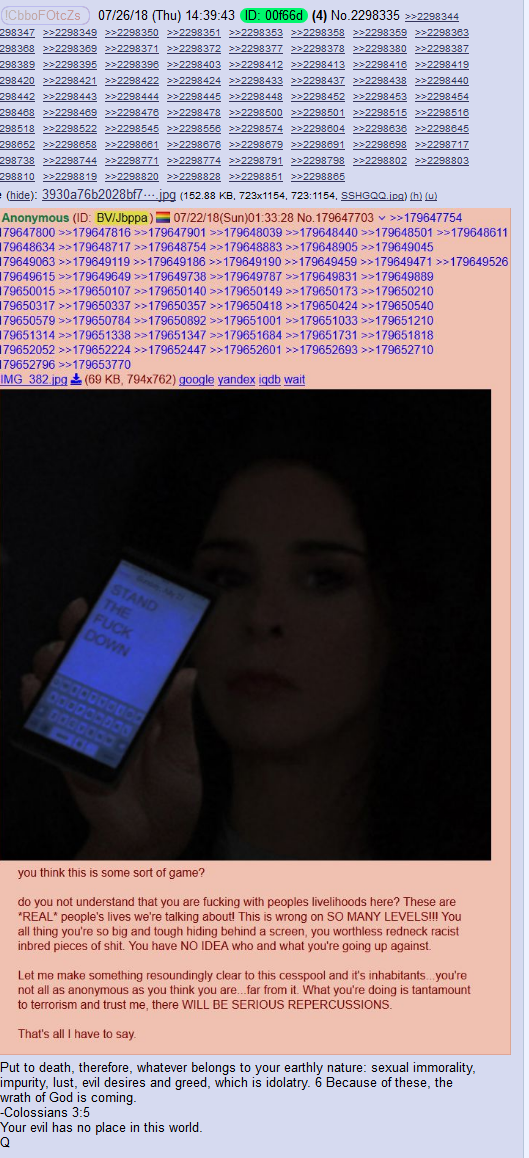 !CbboFOtcZs 07/26/18 (Thu) 14:39:43 ID: 00f66d (4) No.2298335 >>2298344
298347 >>2298349 >>2298350 >>2298351 >>2298353 >>2298358 >>2298359 >>2298363
298368 >>2298369 >>2298371 >>2298372 >>2298377 >>2298378 >>2298380 >>2298387
298389 >>2298395 >>2298396 >>2298403 >>2298412 >>2298413 >>2298416 >>2298419
298420 >>2298421 >>2298422 >>2298424 >>2298433 >>2298437 >>2298438 >>2298440
298442 >>2298443 >>2298444 >>2298445 >>2298448 >>2298452 >>2298453 >>2298454
298468 >>2298469 >>2298476 >>2298478 >>2298500 >>2298501 >>2298515 >>2298516
298518 >>2298522 >>2298545 >>2298556 >>2298574 >>2298604 >>2298636 >>2298645
298652 >>2298658 >>2298661 >>2298676 >>2298679 >>2298691 >>2298698 >>2298717
298738 >>2298744 >>2298771 >>2298774 >>2298791 >>2298798 >>2298802 >>2298803
298810 >>2298819 >>2298820 >>2298828 >>2298851 >>2298865
e (hide): 3930a76b2028bf7⋯.jpg (152.88 KB, 723x1154, 723:1154, SSHGQQ.jpg) (h) (u)
Anonymous (ID: BV/Jbppa) 07/22/18(Sun)01:33:28 No.179647703 >>179647754
179647800 >>179647816 >>179647901 >>179648039 >>179648440 >>179648501 >>179648611
179648634 >>179648717 >>179648754 >>179648883 >>179648905 >>179649045
179649063 >>179649119 >>179649186 >>179649190 >>179649459 >>179649471 >>179649526
179649615 >>179649649 >>179649738 >>179649787 >>179649831 >>179649889
179650015 >>179650107 >>179650140 >>179650149 >>179650173 >>179650210
179650317 >>179650337 >>179650357 >>179650418 >>179650424 >>179650540
179650579 >>179650784 >>179650892 >>179651001 >>179651033 >>179651210
179651314 >>179651338 >>179651347 >>179651684 >>179651731 >>179651818
179652052 >>179652224 >>179652447 >>179652601 >>179652693 >>179652710
179652796 >>179653770
IMG_382.jpg (69 KB, 794x762) google yandex iqdb wait
STAND
THE
FUCK
DOWN
you think this is some sort of game?
do you not understand that you are fucking with peoples livelihoods here? These are
*REAL* people's lives we're talking about! This is wrong on SO MANY LEVELS!!! You
all thing you're so big and tough hiding behind a screen, you worthless redneck racist
inbred pieces of shit. You have NO IDEA who and what you're going up against.
Let me make something resoundingly clear to this cesspool and it's inhabitants...you're
not all as anonymous as you think you are...far from it. What you're doing is tantamount
to terrorism and trust me, there WILL BE SERIOUS REPERCUSSIONS.
That's all I have to say.
Put to death, therefore, whatever belongs to your earthly nature: sexual immorality,
impurity, lust, evil desires and greed, which is idolatry. 6 Because of these, the
wrath of God is coming.
-Colossians 3:5
Your evil has no place in this world.
Q